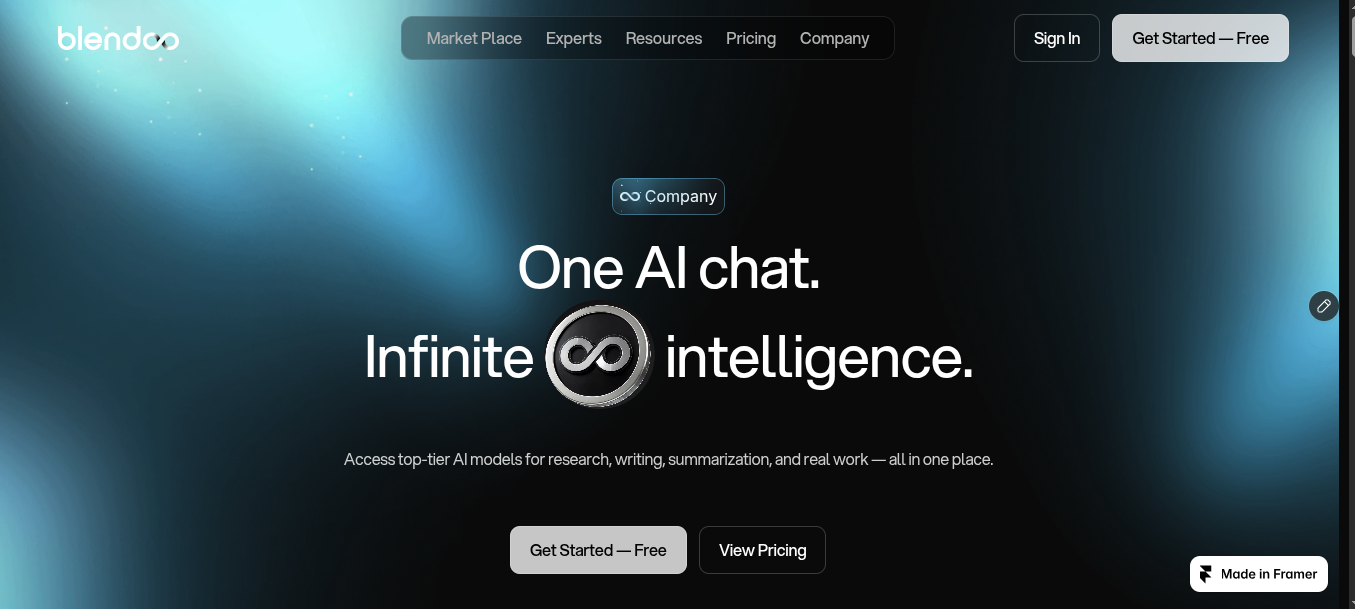 blendoo
Market Place
Experts
Resources
Pricing
Company
Sign In
Get Started — Free
Company
One AI chat.
Infinite intelligence.
Access top-tier AI models for research, writing, summarization, and real work — all in one place.
Get Started — Free
View Pricing
Made in Framer